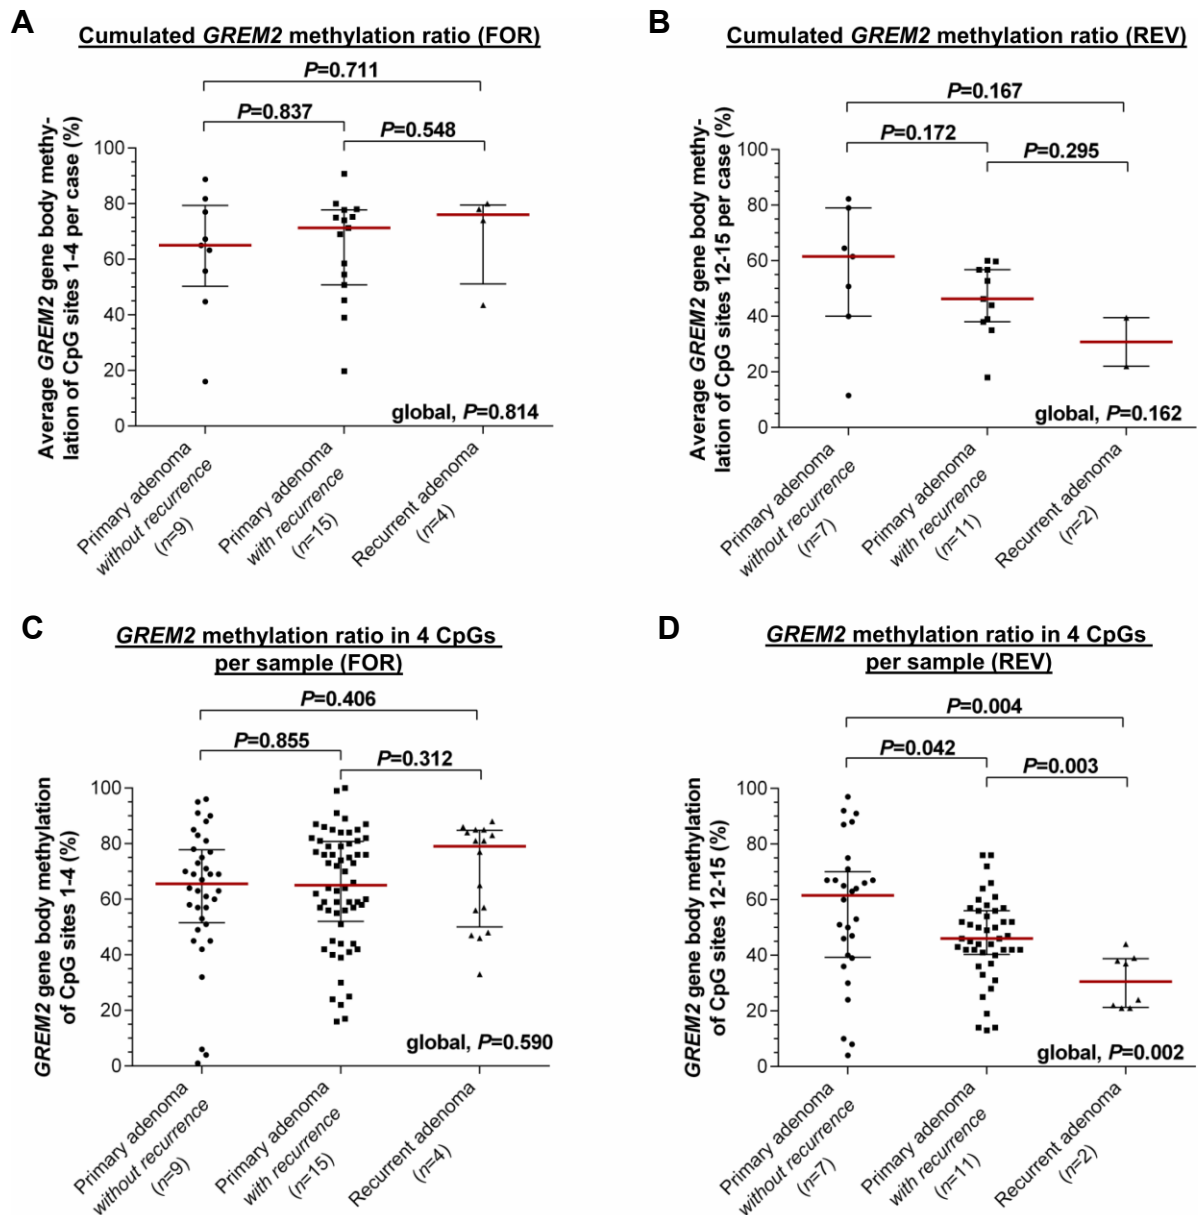 A
Cumulated GREM2 methylation ratio (FOR)
P=0.711
P=0.837
P=0.548
Average GREM2 gene body methy-
lation of CpG sites 1-4 per case (%)
100
80
60
40
20
0
global, P=0.814
Primary adenoma
without recurrence
(n=9)
Primary adenoma
with recurrence
(n=15)
Recurrent adenoma
(n=4)
B
Cumulated GREM2 methylation ratio (REV)
P=0.167
P=0.172
P=0.295
Average GREM2 gene body methy-
lation of CpG sites 12-15 per case (%)
100
80
60
40
20
0
global, P=0.162
Primary adenoma
without recurrence
(n=7)
Primary adenoma
with recurrence
(n=11)
Recurrent adenoma
(n=2)
C
GREM2 methylation ratio in 4 CpGs
per sample (FOR)
P=0.406
P=0.855
P=0.312
GREM2 gene body methylation
of CpG sites 1-4 (%)
100
80
60
40
20
0
global, P=0.590
Primary adenoma
without recurrence
(n=9)
Primary adenoma
with recurrence
(n=15)
Recurrent adenoma
(n=4)
D
GREM2 methylation ratio in 4 CpGs
per sample (REV)
P=0.004
P=0.042
P=0.003
GREM2 gene body methylation
of CpG sites 12-15 (%)
100
80
60
40
20
0
global, P=0.002
Primary adenoma
without recurrence
(n=7)
Primary adenoma
with recurrence
(n=11)
Recurrent adenoma
(n=2)